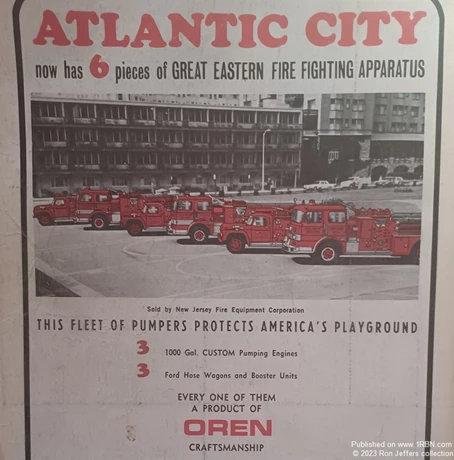 ATLANTIC CITY
now has 6 pieces of GREAT EASTERN FIRE FIGHTING APPARATUS
Sold by New Jersey Fire Equipment Corporation
THIS FLEET OF PUMPERS PROTECTS AMERICA'S PLAYGROUND
3 1000 Gal. CUSTOM Pumping Engines
3 Ford Hose Wagons and Booster Units
EVERY ONE OF THEM
A PRODUCT OF
OREN
CRAFTSMANSHIP
Published on www.1RBN.com
© 2023 Ron Jeffers collection